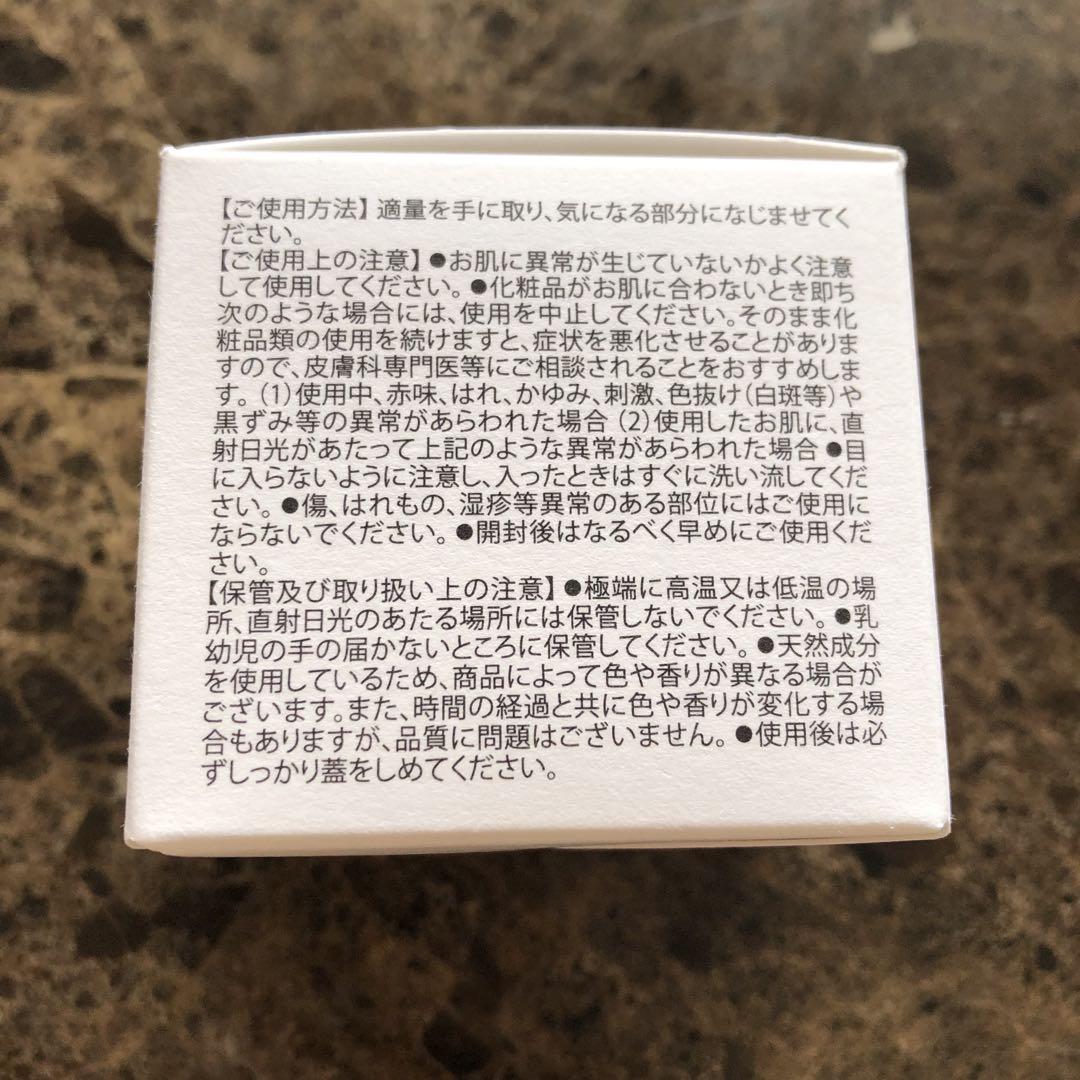 【ご使用方法】適量を手に取り、気になる部分になじませてく
ださい。
【ご使用上の注意】●お肌に異常が生じていないかよく注意
して使用してください。●化粧品がお肌に合わないとき即ち
次のような場合には、使用を中止してください。そのまま化
粧品類の使用を続けますと、症状を悪化させることがありま
すので、皮膚科専門医等にご相談されることをおすすめしま
す。(1)使用中、赤味、はれ、かゆみ、刺激、色抜け(白斑等)や
黒ずみ等の異常があらわれた場合(2)使用したお肌に、直
射日光があたって上記のような異常があらわれた場合●目
に入らないように注意し、入ったときはすぐに洗い流してくだ
さい。●傷、はれもの、湿疹等異常のある部位にはご使用に
ならないでください。●開封後はなるべく早めにご使用くだ
さい。
【保管及び取り扱い上の注意】●極端に高温又は低温の場
所、直射日光のあたる場所には保管しないでください。●乳
幼児の手の届かないところに保管してください。●天然成分
を使用しているため、商品によって色や香りが異なる場合が
ございます。また、時間の経過と共に色や香りが変化する場
合もありますが、品質に問題はございません。●使用後は必
ずしっかり蓋をしめてください。